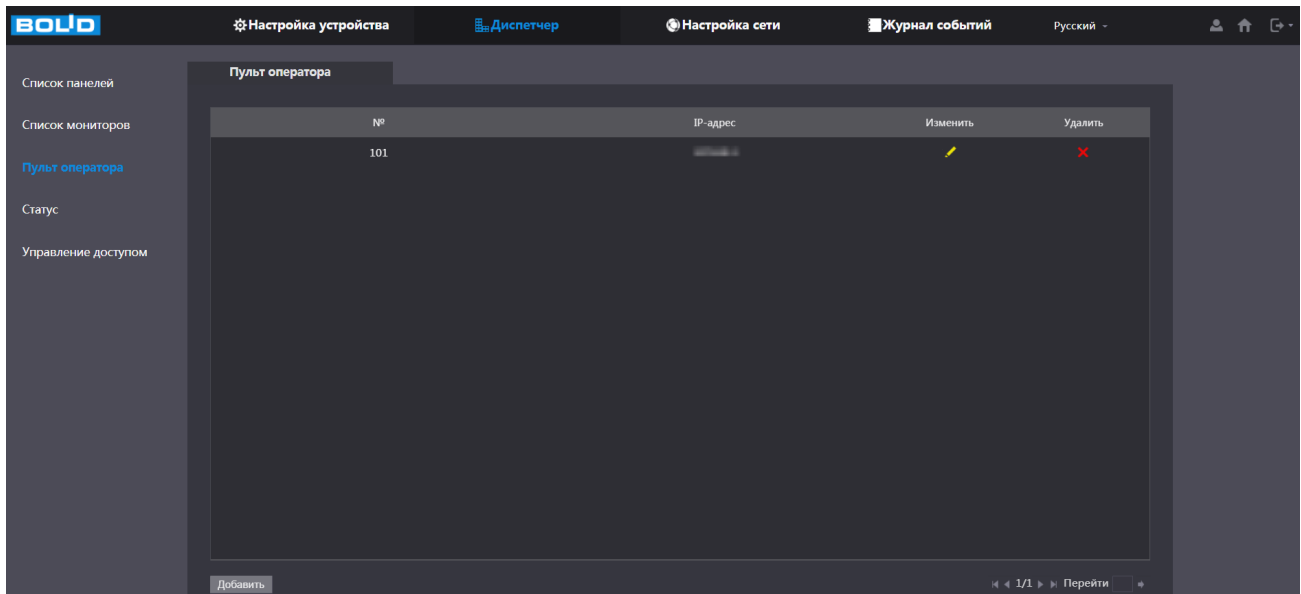 BOLID Настройка устройства Диспетчер Настройка сети Журнал событий Русский
Список панелей
Список мониторов
Пульт оператора
Статус
Управление доступом
Пульт оператора
№ IP-адрес Изменить Удалить
101
Добавить 1/1 Перейти